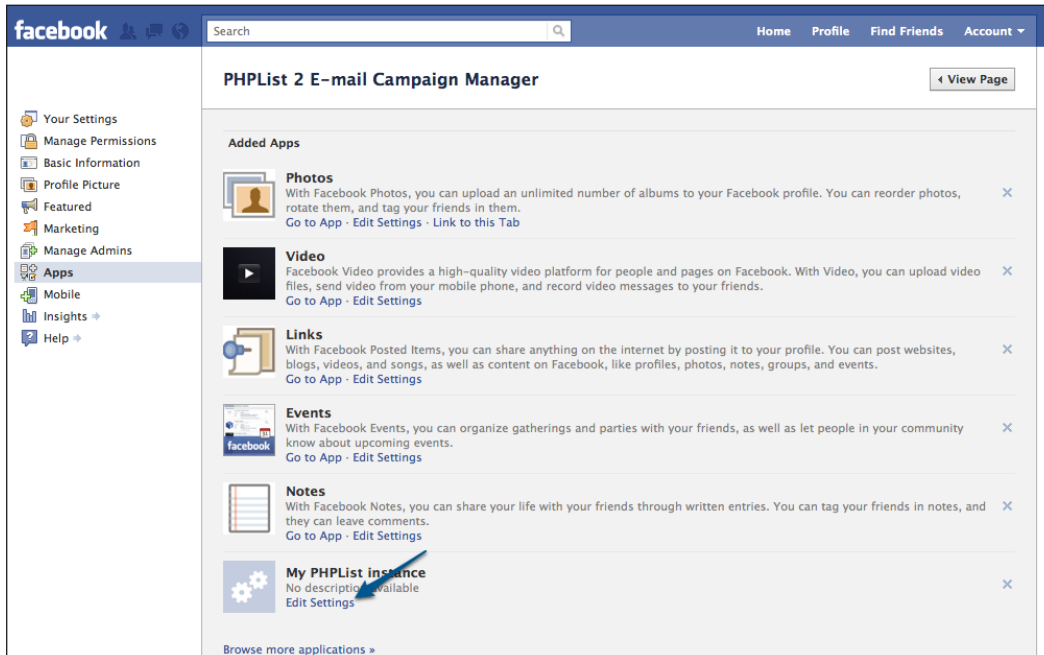 facebook
Search
Home Profile Find Friends Account
PHPList 2 E-mail Campaign Manager
View Page
Your Settings
Manage Permissions
Basic Information
Profile Picture
Featured
Marketing
Manage Admins
Apps
Mobile
Insights
Help
Added Apps
Photos
With Facebook Photos, you can upload an unlimited number of albums to your Facebook profile. You can reorder photos,
rotate them, and tag your friends in them.
Go to App · Edit Settings · Link to this Tab
Video
Facebook Video provides a high-quality video platform for people and pages on Facebook. With Video, you can upload video
files, send video from your mobile phone, and record video messages to your friends.
Go to App · Edit Settings
Links
With Facebook Posted Items, you can share anything on the internet by posting it to your profile. You can post websites,
blogs, videos, and songs, as well as content on Facebook, like profiles, photos, notes, groups, and events.
Go to App · Edit Settings
facebook
Events
With Facebook Events, you can organize gatherings and parties with your friends, as well as let people in your community
know about upcoming events.
Go to App · Edit Settings
Notes
With Facebook Notes, you can share your life with your friends through written entries. You can tag your friends in notes, and
they can leave comments.
Go to App · Edit Settings
My PHPList instance
No description available
Edit Settings
Browse more applications »